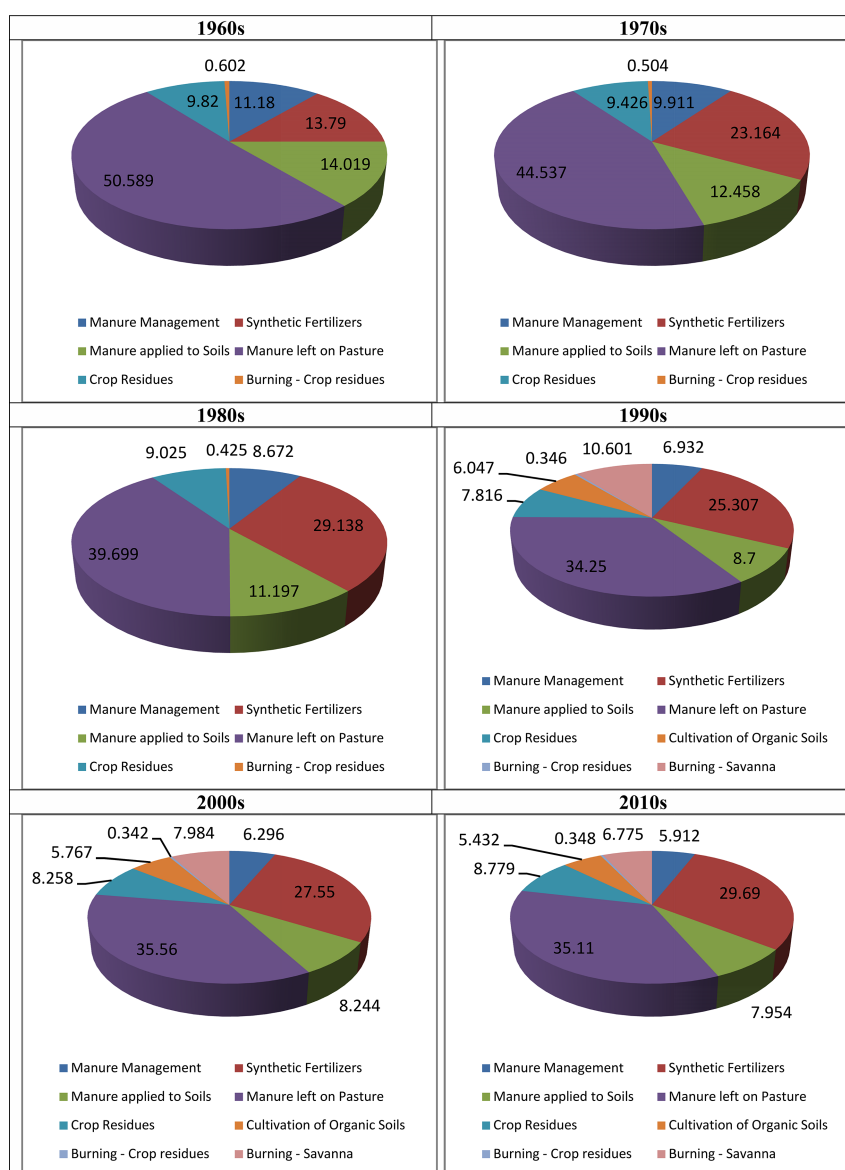 1960s
0.602
9.82 11.18
13.79
14.019
50.589
Manure Management Synthetic Fertilizers
Manure applied to Soils Manure left on Pasture
Crop Residues Burning - Crop residues
1970s
0.504
9.426 9.911
23.164
44.537
12.458
Manure Management Synthetic Fertilizers
Manure applied to Soils Manure left on Pasture
Crop Residues Burning - Crop residues
1980s
9.025 0.425 8.672
29.138
39.699
11.197
Manure Management Synthetic Fertilizers
Manure applied to Soils Manure left on Pasture
Crop Residues Burning - Crop residues
1990s
10.601 6.932
0.346
6.047
7.816
25.307
34.25 8.7
Manure Management Synthetic Fertilizers
Manure applied to Soils Manure left on Pasture
Crop Residues Cultivation of Organic Soils
Burning - Crop residues Burning - Savanna
2000s
0.342 7.984 6.296
5.767
8.258
27.55
35.56
8.244
Manure Management Synthetic Fertilizers
Manure applied to Soils Manure left on Pasture
Crop Residues Cultivation of Organic Soils
Burning - Crop residues Burning - Savanna
2010s
0.348 6.775 5.912
5.432
8.779
29.69
35.11
7.954
Manure Management Synthetic Fertilizers
Manure applied to Soils Manure left on Pasture
Crop Residues Cultivation of Organic Soils
Burning - Crop residues Burning - Savanna